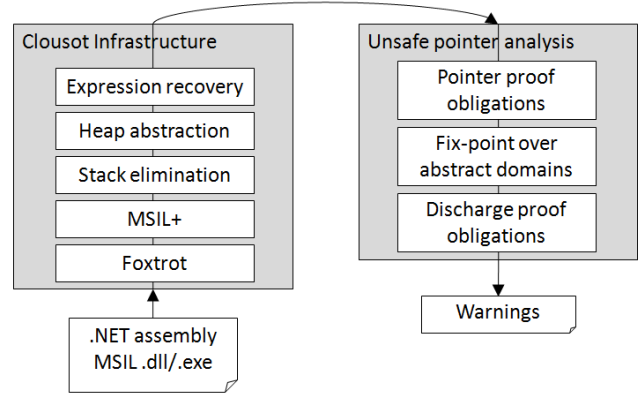 Clousot Infrastructure
Expression recovery
Heap abstraction
Stack elimination
MSIL+
Foxtrot
.NET assembly
MSIL .dll/.exe
Unsafe pointer analysis
Pointer proof
obligations
Fix-point over
abstract domains
Discharge proof
obligations
Warnings